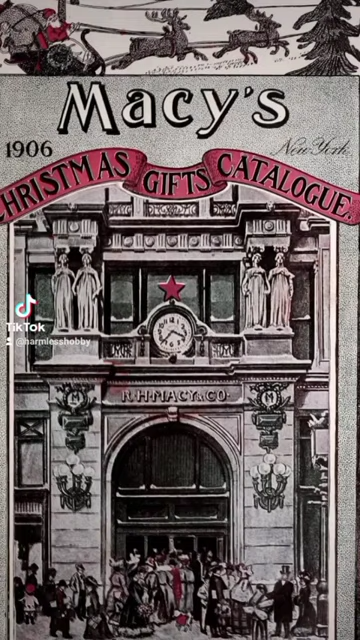 Macy's
1906
New York
CHRISTMAS GIFTS CATALOGUE.
R.H. MACY & CO.
M
M
TikTok
@harmlesshobby